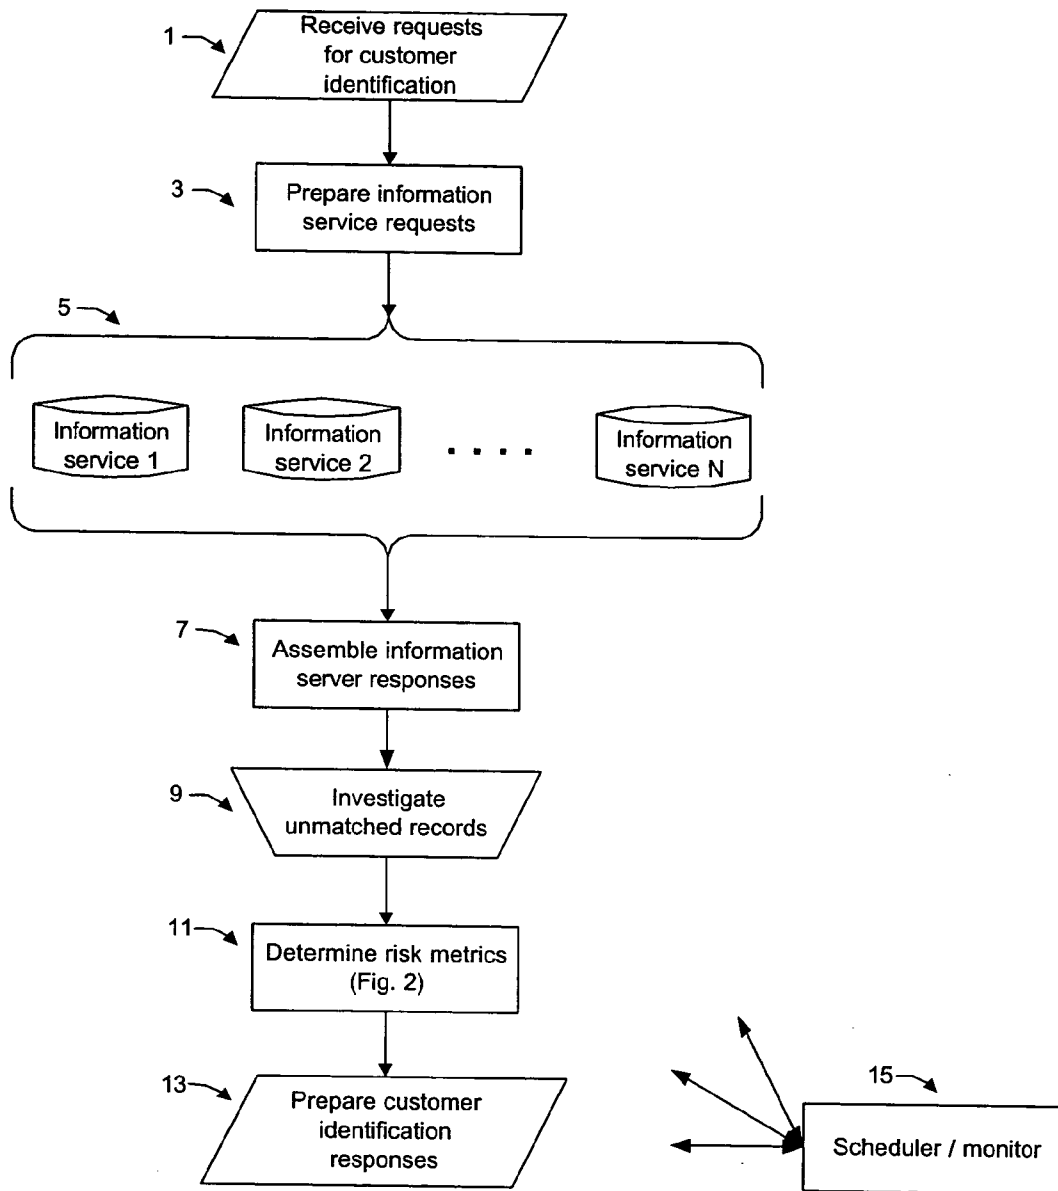 1
Receive requests
for customer
identification
3
Prepare information
service requests
5
Information
service 1
Information
service 2
. . . .
Information
service N
7
Assemble information
server responses
9
Investigate
unmatched records
11
Determine risk metrics
(Fig. 2)
13
Prepare customer
identification
responses
15
Scheduler / monitor